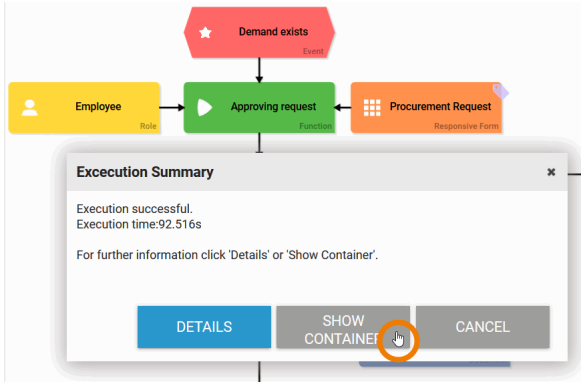 Demand exists
Event
Employee
Role
Approving request
Function
Procurement Request
Responsive Form
Excecution Summary
Execution successful.
Execution time:92.516s
For further information click 'Details' or 'Show Container'.
DETAILS
SHOW
CONTAINER
CANCEL